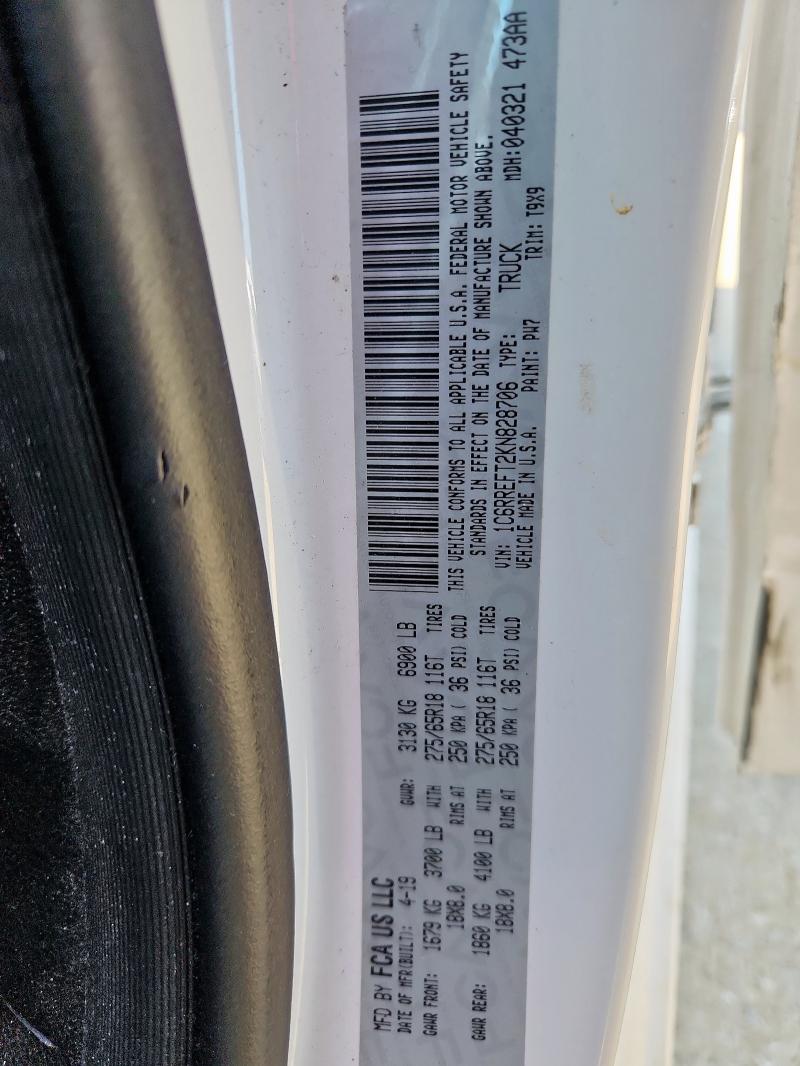 MFD BY FCA US LLC
DATE OF MFR(BUILT): 4-19 GVWR: 3130 KG 6900 LB
GAWR FRONT: 1679 KG 3700 LB WITH 275/65R18 116T TIRES
18X8.0 RIMS AT 250 KPA ( 36 PSI) COLD
GAWR REAR: 1860 KG 4100 LB WITH 275/65R18 116T TIRES
18X8.0 RIMS AT 250 KPA ( 36 PSI) COLD
THIS VEHICLE CONFORMS TO ALL APPLICABLE U.S.A. FEDERAL MOTOR VEHICLE SAFETY
STANDARDS IN EFFECT ON THE DATE OF MANUFACTURE SHOWN ABOVE.
VIN: 1C6RREFT2KN828706 TYPE: TRUCK MDH:040321 473AA
VEHICLE MADE IN U.S.A. PAINT: PW7 TRIM: T9X9